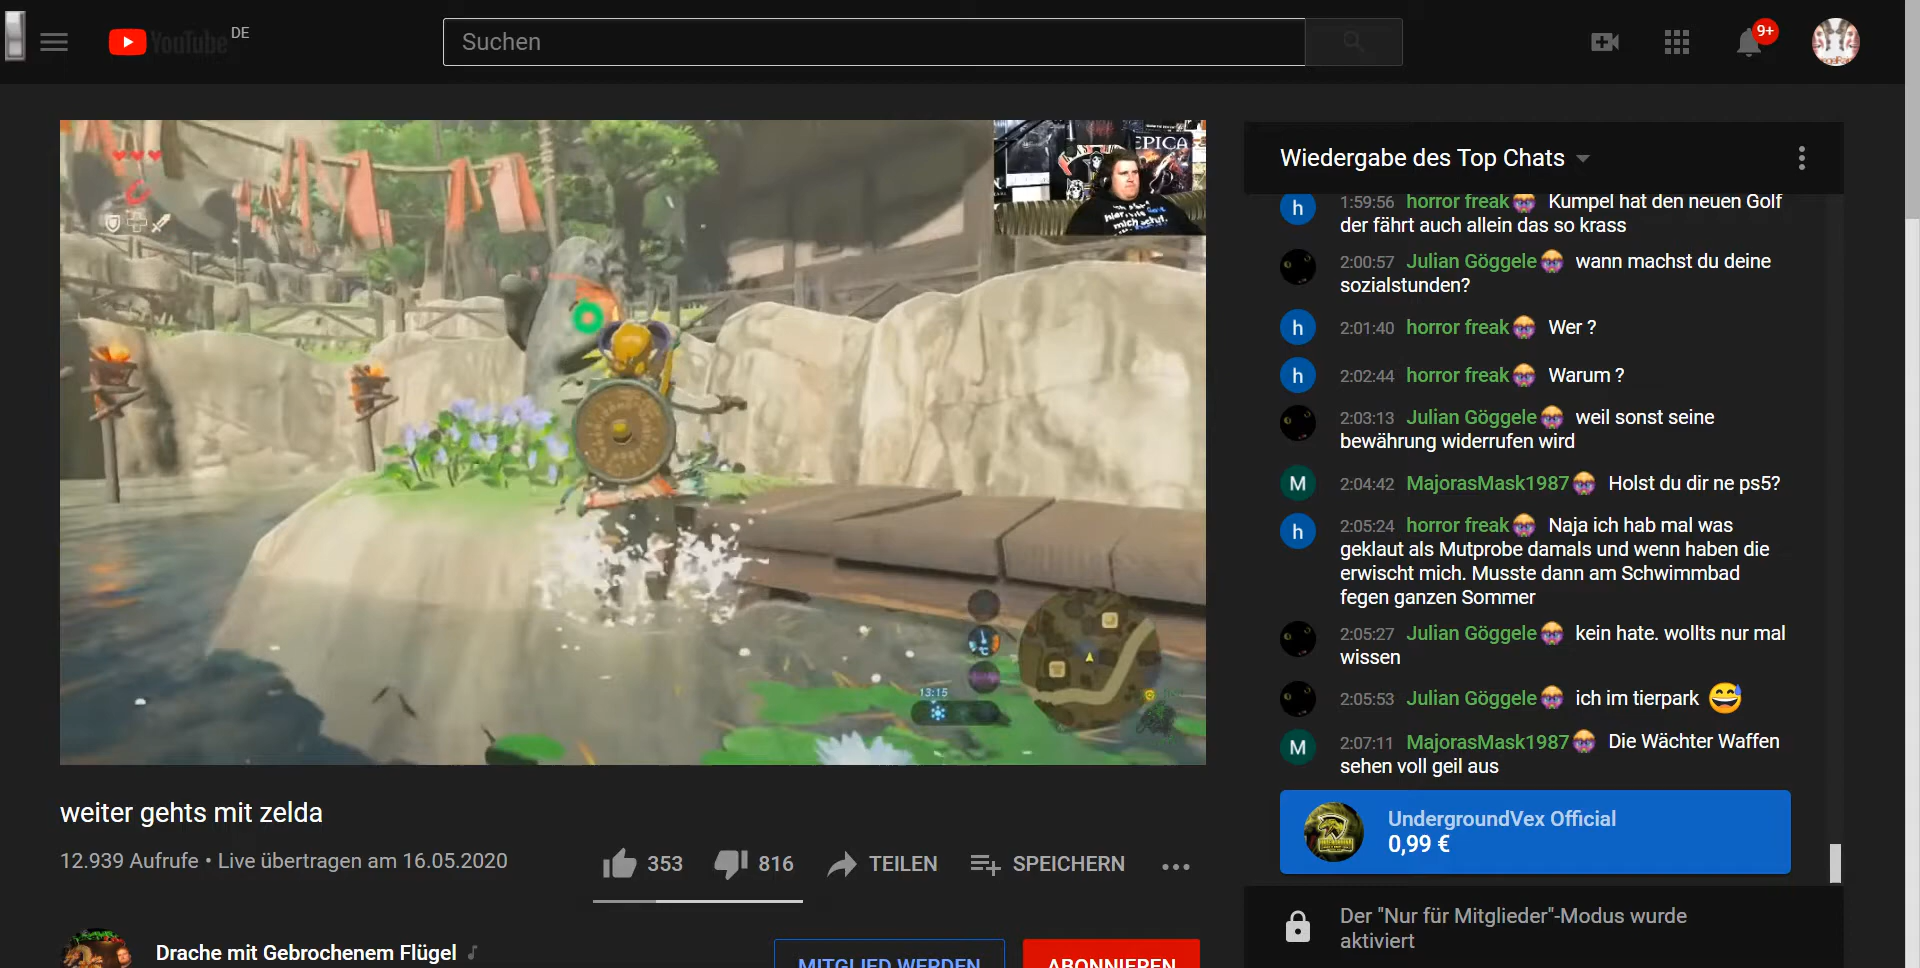 YouTube DE
Suchen
9+
EPICA
13:15
weiter gehts mit zelda
12.939 Aufrufe • Live übertragen am 16.05.2020
353
816
TEILEN
SPEICHERN
Drache mit Gebrochenem Flügel
MITGLIED WERDEN
ABONNIEREN
Wiedergabe des Top Chats
h
1:59:56 horror freak Kumpel hat den neuen Golf
der fährt auch allein das so krass
2:00:57 Julian Göggele wann machst du deine
sozialstunden?
h
2:01:40 horror freak Wer ?
h
2:02:44 horror freak Warum ?
2:03:13 Julian Göggele weil sonst seine
bewährung widerrufen wird
M
2:04:42 MajorasMask1987 Holst du dir ne ps5?
h
2:05:24 horror freak Naja ich hab mal was
geklaut als Mutprobe damals und wenn haben die
erwischt mich. Musste dann am Schwimmbad
fegen ganzen Sommer
2:05:27 Julian Göggele kein hate. wollts nur mal
wissen
2:05:53 Julian Göggele ich im tierpark
M
2:07:11 MajorasMask1987 Die Wächter Waffen
sehen voll geil aus
UndergroundVex Official
0,99 €
Der "Nur für Mitglieder"-Modus wurde
aktiviert